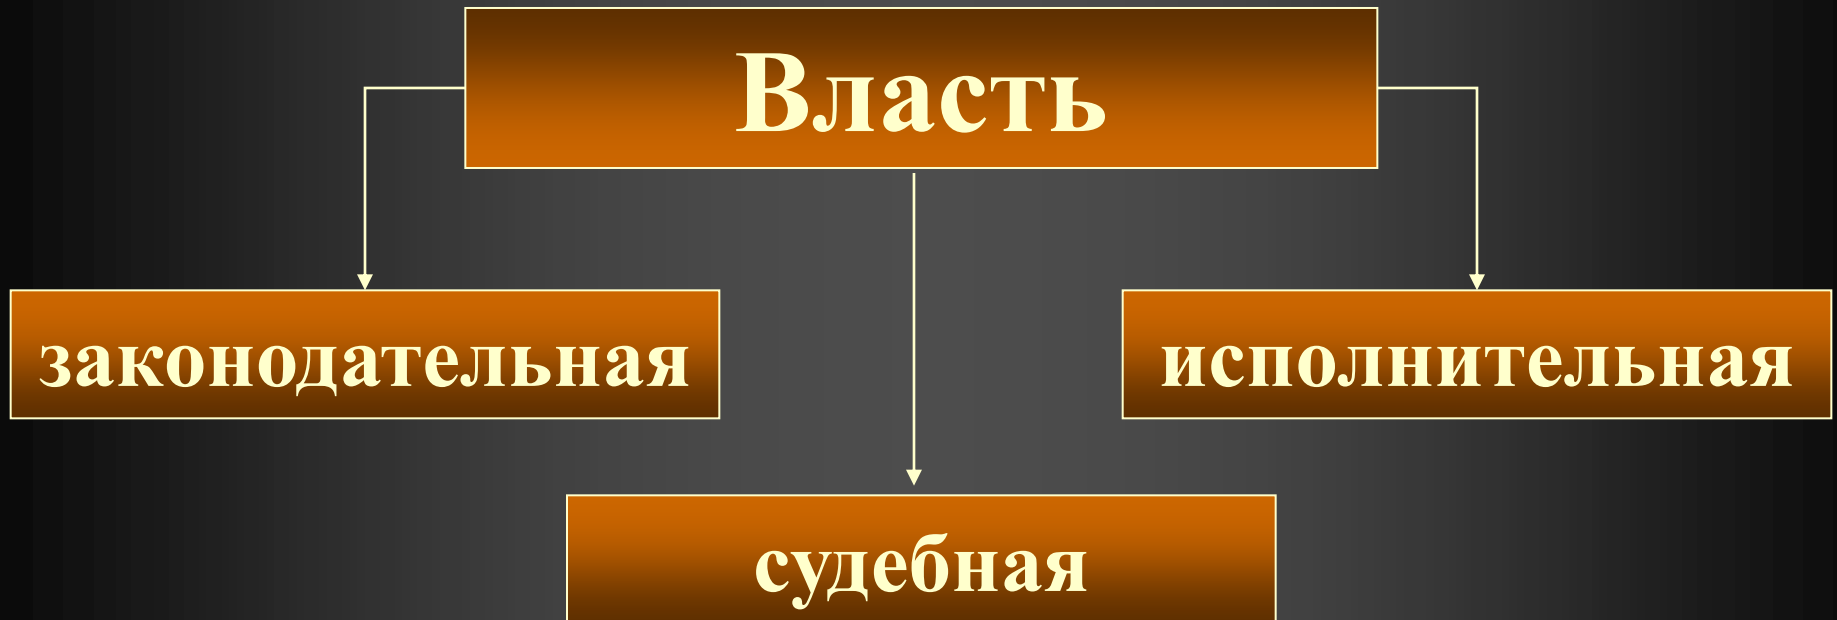 Власть
законодательная
исполнительная
судебная